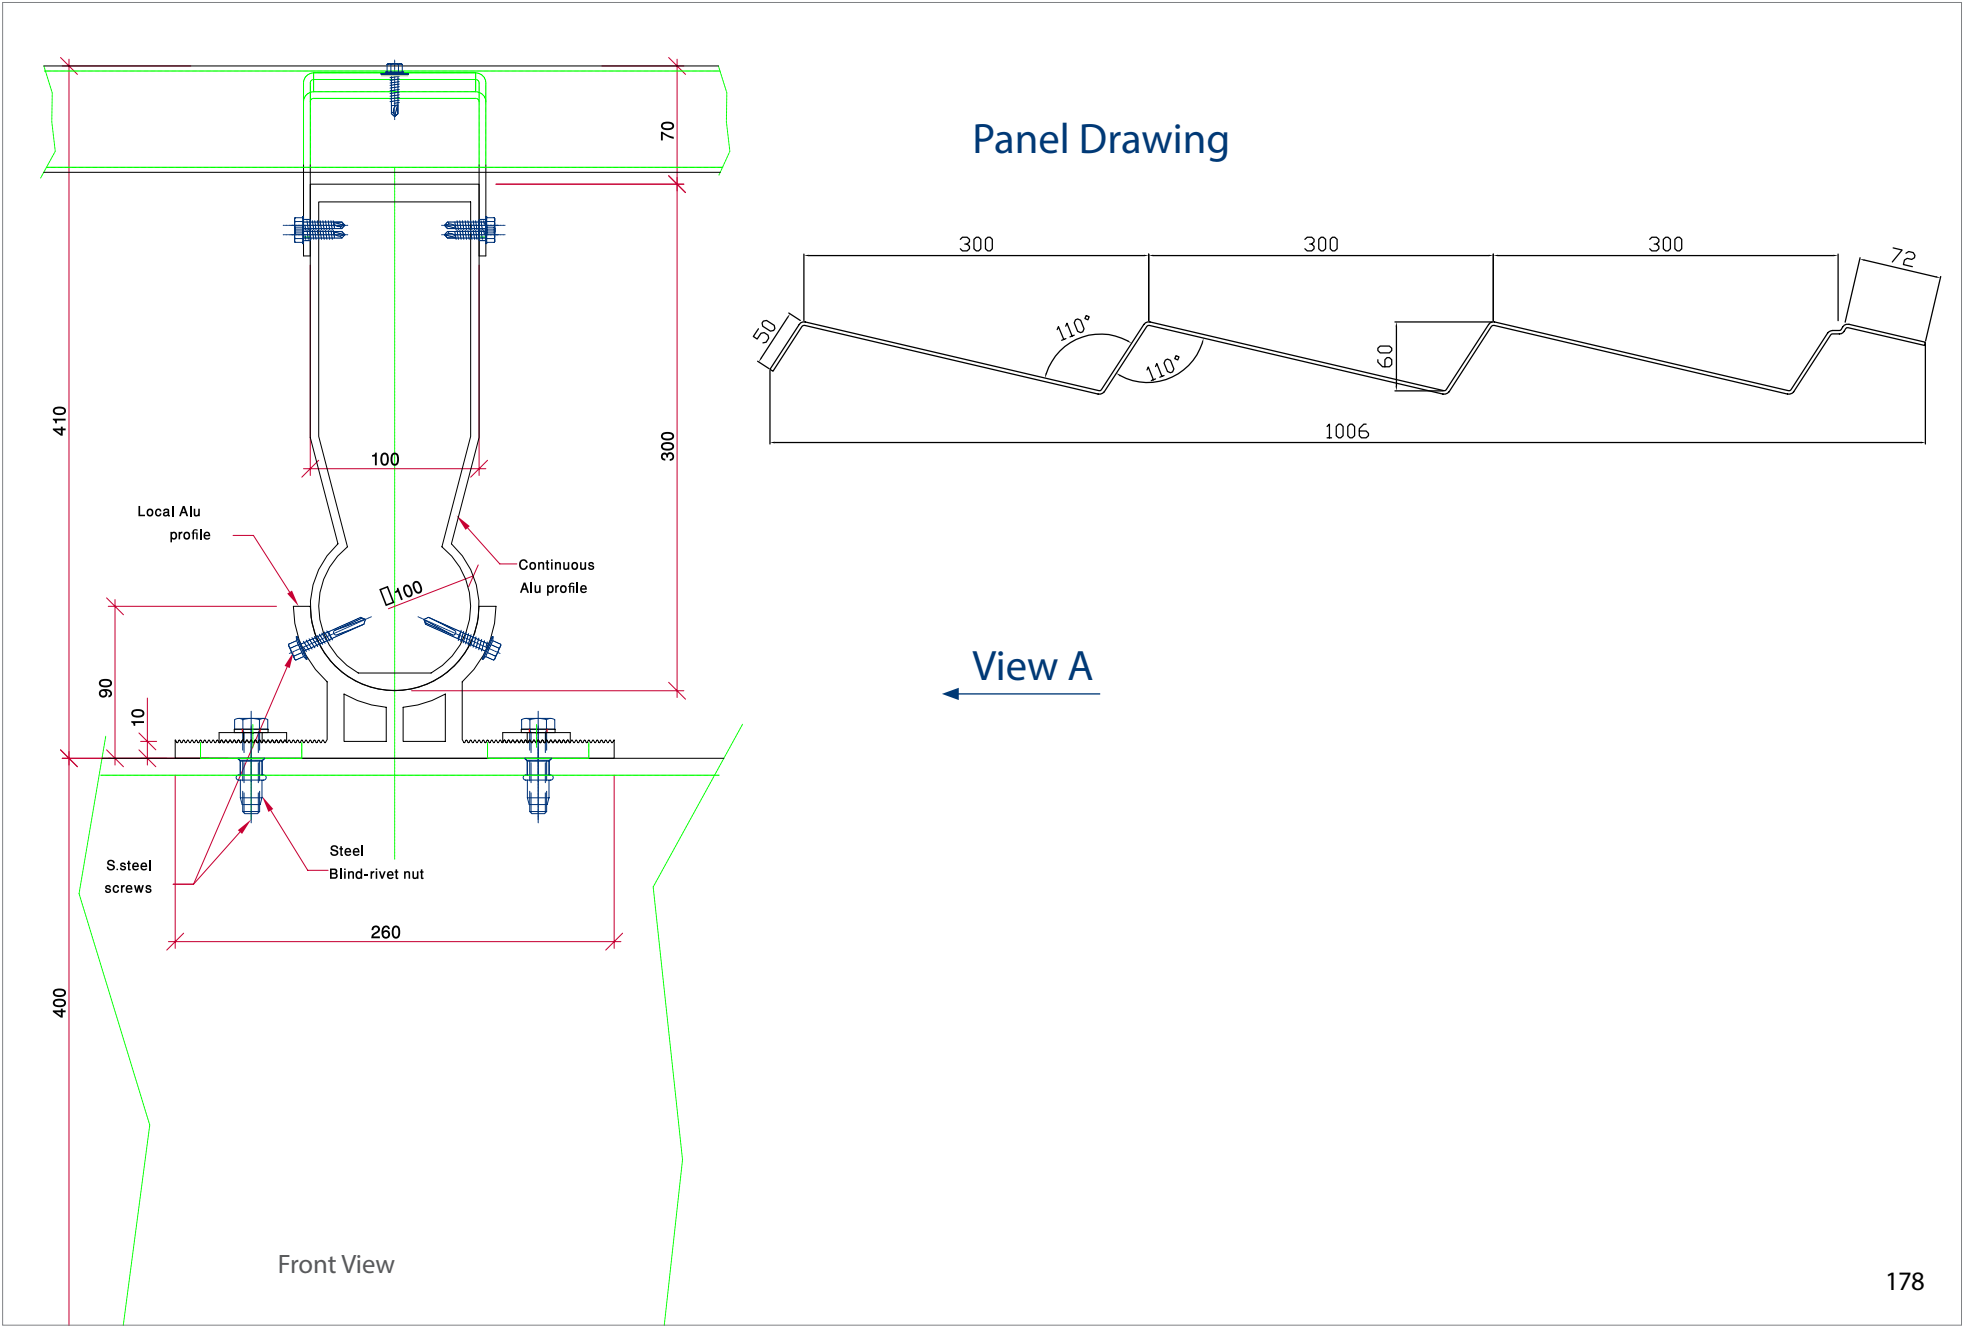 Panel Drawing
70
300
300
300
72
50
110°
110°
60
1006
410
300
100
Local Alu
profile
Continuous
Alu profile
▯100
View A
90
10
Steel
Blind-rivet nut
S.steel
screws
260
400
Front View
178